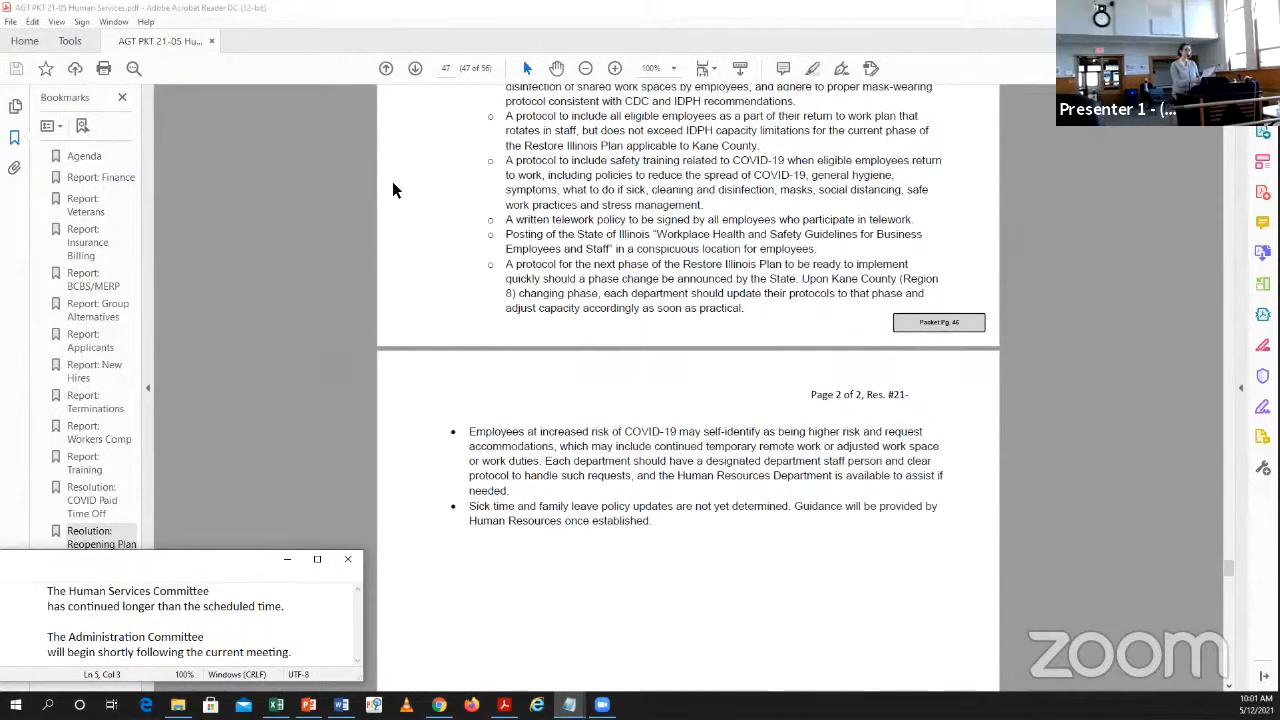 AGT PKT 21-05 Human Services.pdf - Adobe Acrobat Reader DC (32-bit)
File Edit View Sign Window Help
Home Tools AGT PKT 21-05 Hu... ×
47 (47 of 56) 100%
Bookmarks
Agenda
Report: Finance
Report:
Veterans
Report:
Insurance
Billing
Report:
BCBS/MERP
Report: Group
Alternatives
Report:
Applicants
Report: New
Hires
Report:
Terminations
Report:
Workers Comp
Report:
Training
Resolution:
COVID Paid
Time Off
Reolution:
Reopening Plan
disinfection of shared work spaces by employees, and adhere to proper mask-wearing
protocol consistent with CDC and IDPH recommendations.
o A protocol to include all eligible employees as a part of their return to work plan that
rotates in staff, but does not exceed IDPH capacity limitations for the current phase of
the Restore Illinois Plan applicable to Kane County.
o A protocol to include safety training related to COVID-19 when eligible employees return
to work, including policies to reduce the spread of COVID-19, general hygiene,
symptoms, what to do if sick, cleaning and disinfection, masks, social distancing, safe
work practices and stress management.
o A written telework policy to be signed by all employees who participate in telework.
o Posting of the State of Illinois “Workplace Health and Safety Guidelines for Business
Employees and Staff” in a conspicuous location for employees.
o A protocol for the next phase of the Restore Illinois Plan to be ready to implement
quickly should a phase change be announced by the State. Upon Kane County (Region
8) changing phase, each department should update their protocols to that phase and
adjust capacity accordingly as soon as practical.
Packet Pg. 46
Page 2 of 2, Res. #21-
• Employees at increased risk of COVID-19 may self-identify as being higher risk and request
accommodations, which may include continued temporary remote work or adjusted work space
or work duties. Each department should have a designated department staff person and clear
protocol to handle such requests, and the Human Resources Department is available to assist if
needed.
• Sick time and family leave policy updates are not yet determined. Guidance will be provided by
Human Resources once established.
The Human Services Committee
has continued longer than the scheduled time.
The Administration Committee
will begin shortly following the current meeting.
Ln 5, Col 3 100% Windows (CRLF) UTF-8
Presenter 1 - (...
zoom
10:01 AM
5/12/2021